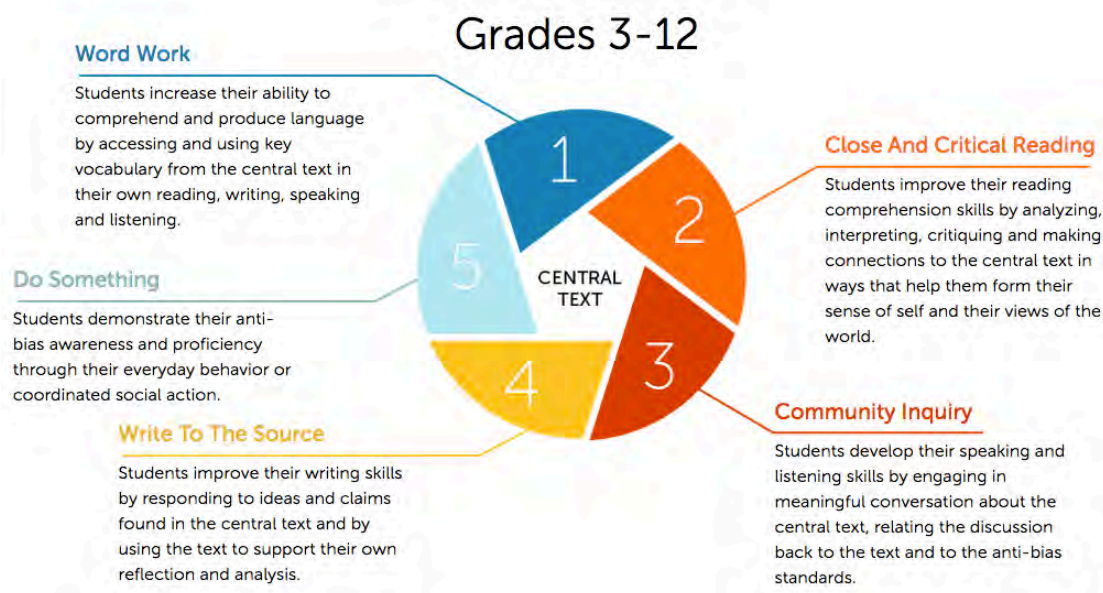 Grades 3-12
Word Work
Students increase their ability to
comprehend and produce language
by accessing and using key
vocabulary from the central text in
their own reading, writing, speaking
and listening.
1
Close And Critical Reading
Students improve their reading
comprehension skills by analyzing,
interpreting, critiquing and making
connections to the central text in
ways that help them form their
sense of self and their views of the
world.
2
Community Inquiry
Students develop their speaking and
listening skills by engaging in
meaningful conversation about the
central text, relating the discussion
back to the text and to the anti-bias
standards.
3
Write To The Source
Students improve their writing skills
by responding to ideas and claims
found in the central text and by
using the text to support their own
reflection and analysis.
4
Do Something
Students demonstrate their anti-
bias awareness and proficiency
through their everyday behavior or
coordinated social action.
5
CENTRAL
TEXT